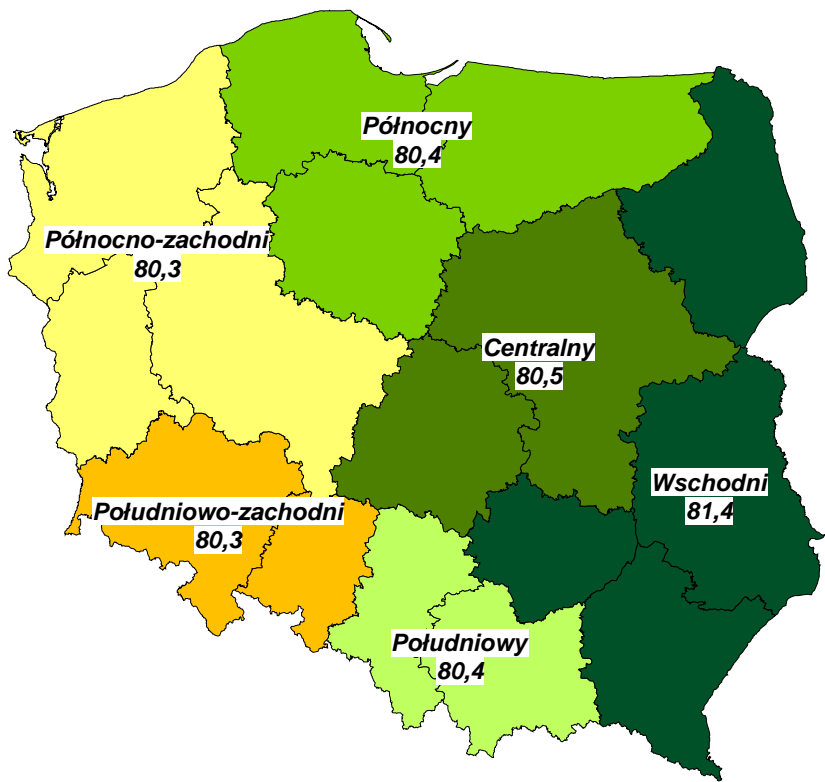 Północny
80,4
Północno-zachodni
80,3
Centralny
80,5
Wschodni
81,4
Południowo-zachodni
80,3
Południowy
80,4